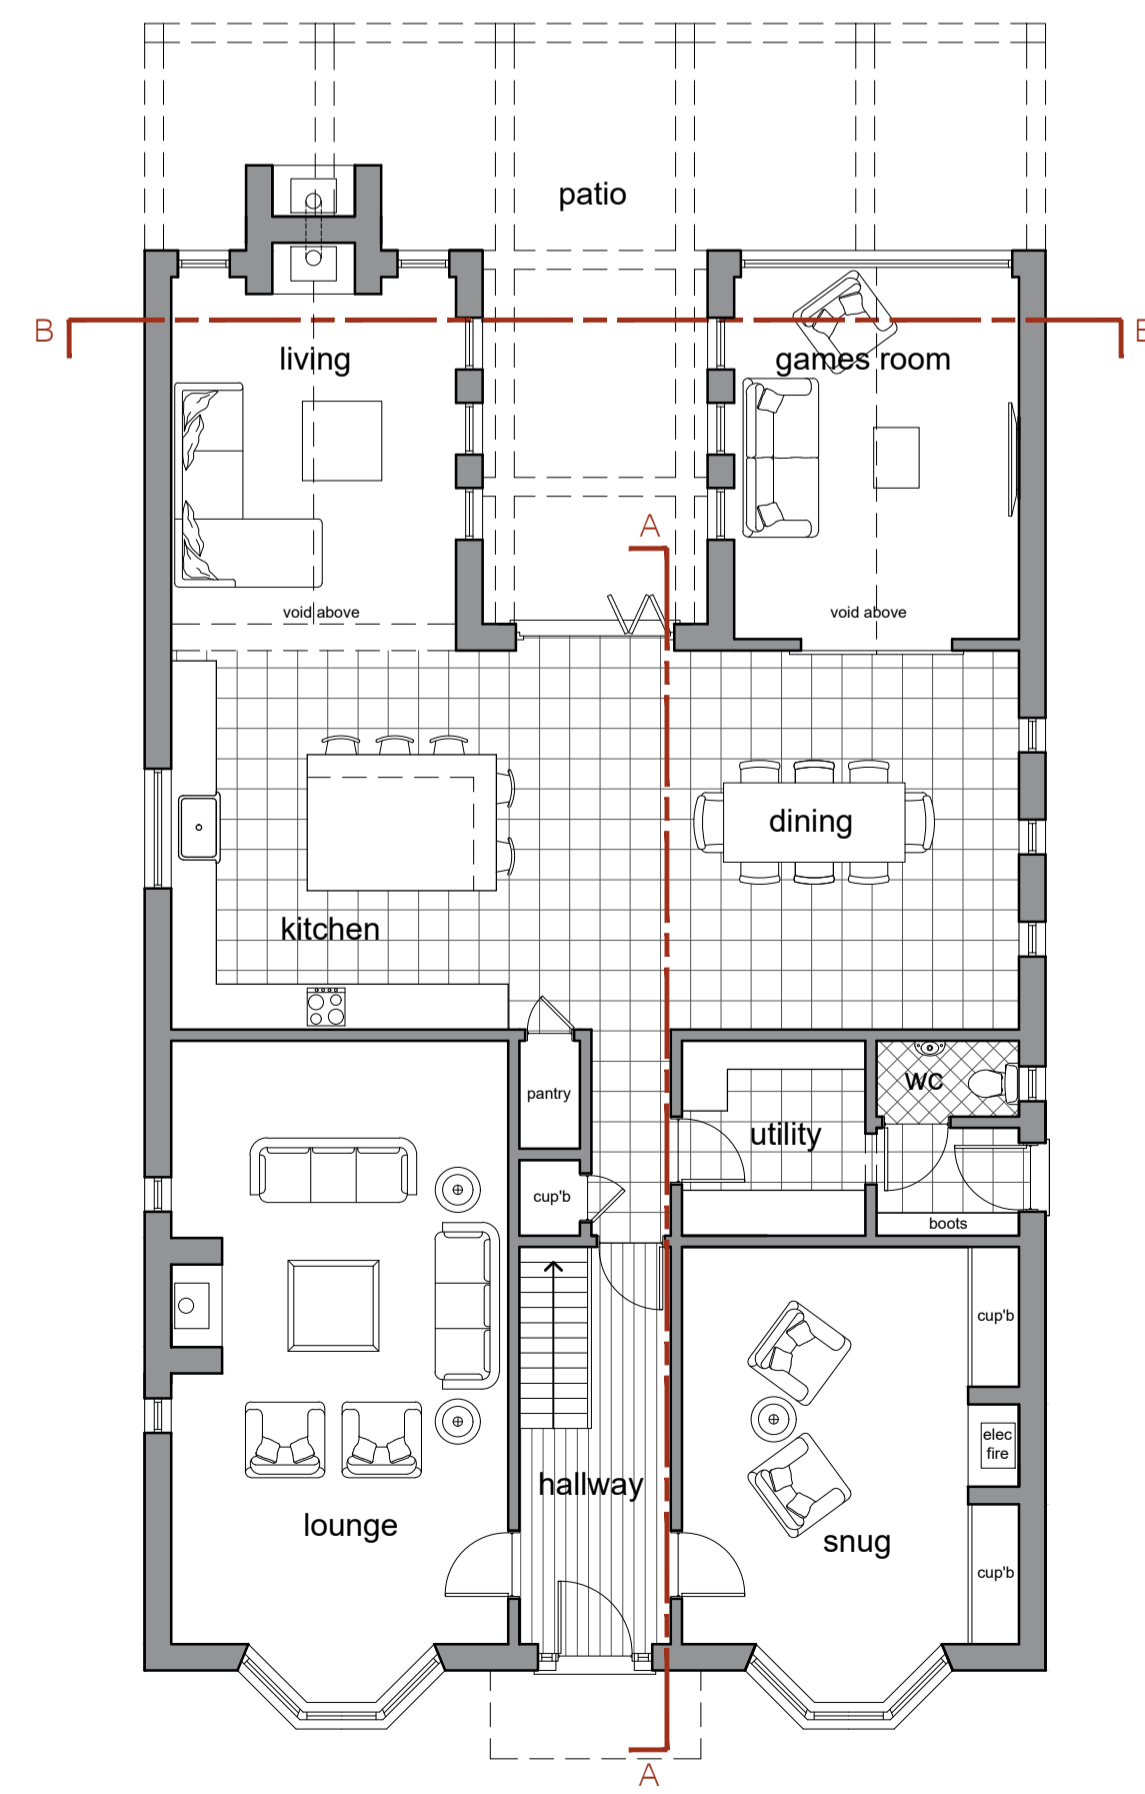 patio
B
B
living
games room
A
void above
void above
dining
kitchen
wc
pantry
utility
cup'b
boots
cup'b
elec
fire
hallway
lounge
snug
cup'b
A